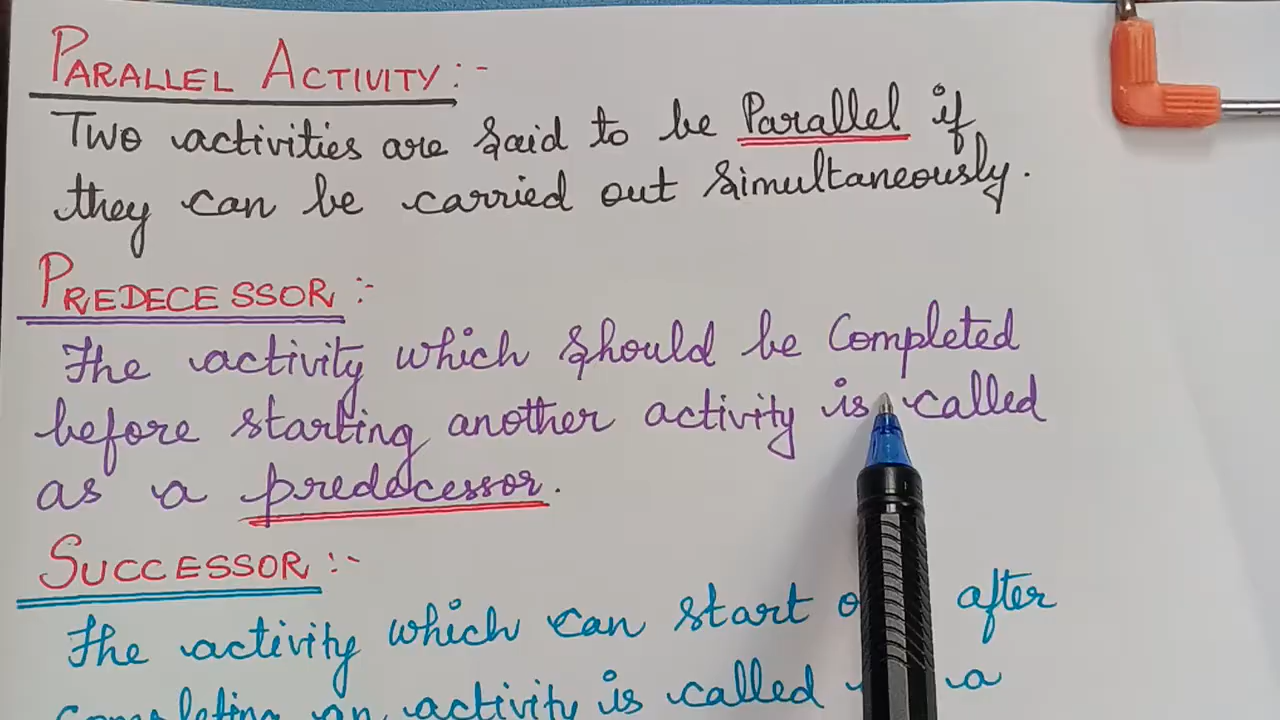 PARALLEL ACTIVITY :-
Two activities are said to be Parallel if
they can be carried out simultaneously.
PREDECESSOR :-
The activity which should be Completed
before starting another activity is called
as a predecessor.
SUCCESSOR :-
The activity which can start after
Completing an activity is called a